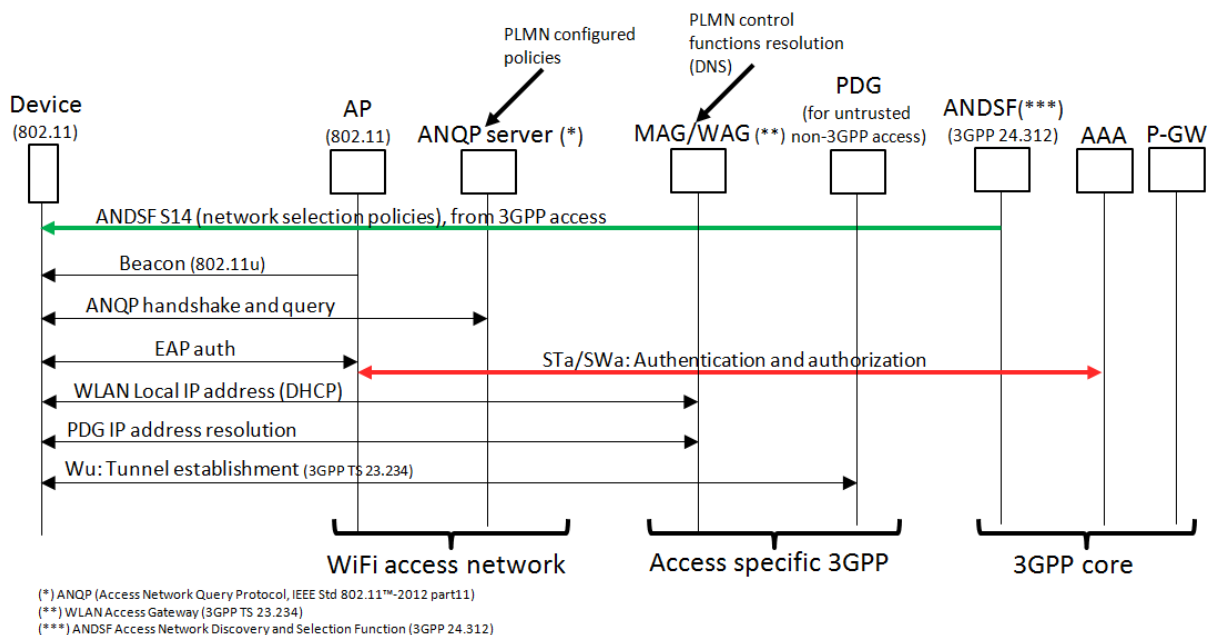 PLMN configured
policies
PLMN control
functions resolution
(DNS)
Device
(802.11)
AP
(802.11)
ANQP server (*)
MAG/WAG (**)
PDG
(for untrusted
non-3GPP access)
ANDSF(***)
(3GPP 24.312)
AAA
P-GW
ANDSF S14 (network selection policies), from 3GPP access
Beacon (802.11u)
ANQP handshake and query
EAP auth
STa/SWa: Authentication and authorization
WLAN Local IP address (DHCP)
PDG IP address resolution
Wu: Tunnel establishment (3GPP TS 23.234)
WiFi access network
Access specific 3GPP
3GPP core
(*) ANQP (Access Network Query Protocol, IEEE Std 802.11™-2012 part11)
(**) WLAN Access Gateway (3GPP TS 23.234)
(***) ANDSF Access Network Discovery and Selection Function (3GPP 24.312)